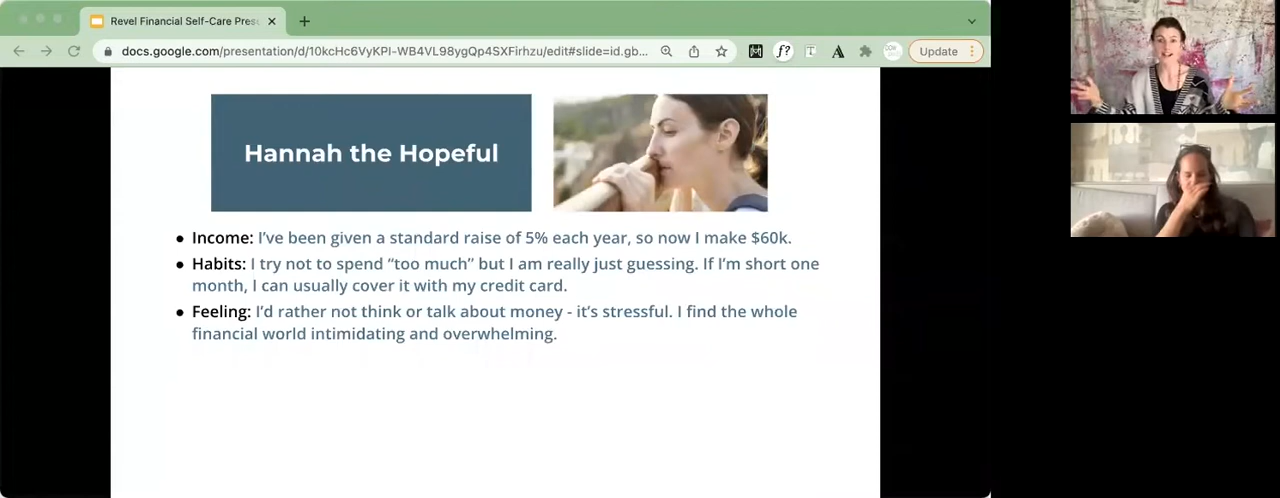 Revel Financial Self-Care Pres
docs.google.com/presentation/d/10kcHc6VyKPI-WB4VL98ygQp4SXFirhzu/edit#slide=id.gb...
f?
T
A
Update
Hannah the Hopeful
● Income: I’ve been given a standard raise of 5% each year, so now I make $60k.
● Habits: I try not to spend “too much” but I am really just guessing. If I’m short one
month, I can usually cover it with my credit card.
● Feeling: I’d rather not think or talk about money - it’s stressful. I find the whole
financial world intimidating and overwhelming.